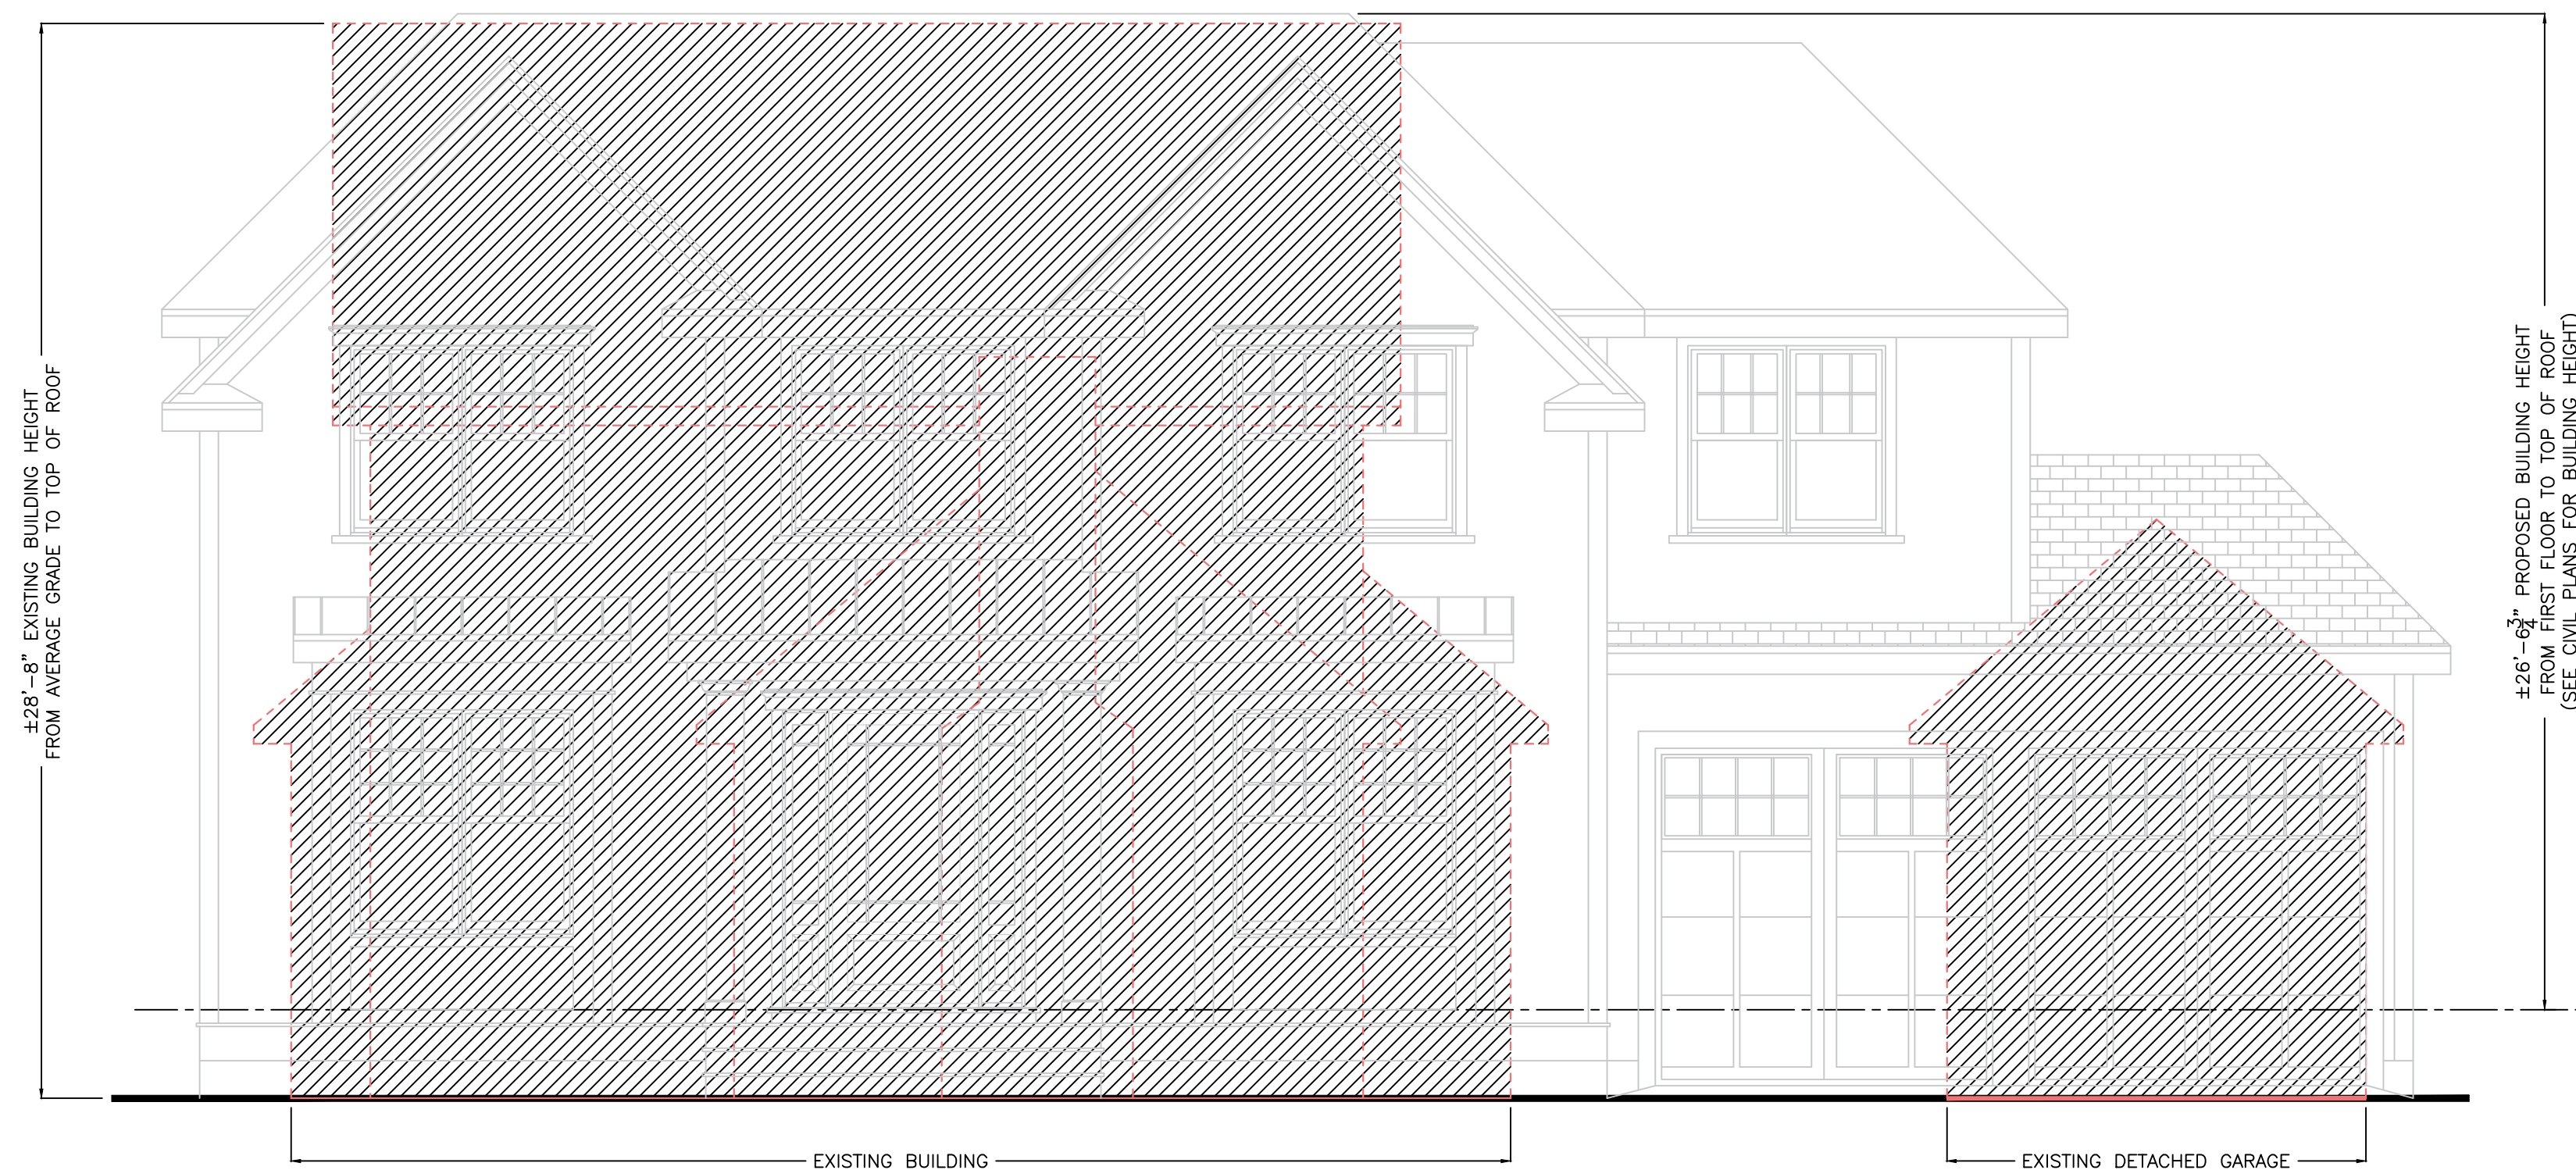 ±28'-8" EXISTING BUILDING HEIGHT
FROM AVERAGE GRADE TO TOP OF ROOF
±26'-6¾" PROPOSED BUILDING HEIGHT
FROM FIRST FLOOR TO TOP OF ROOF
(SEE CIVIL PLANS FOR BUILDING HEIGHT)
EXISTING BUILDING
EXISTING DETACHED GARAGE